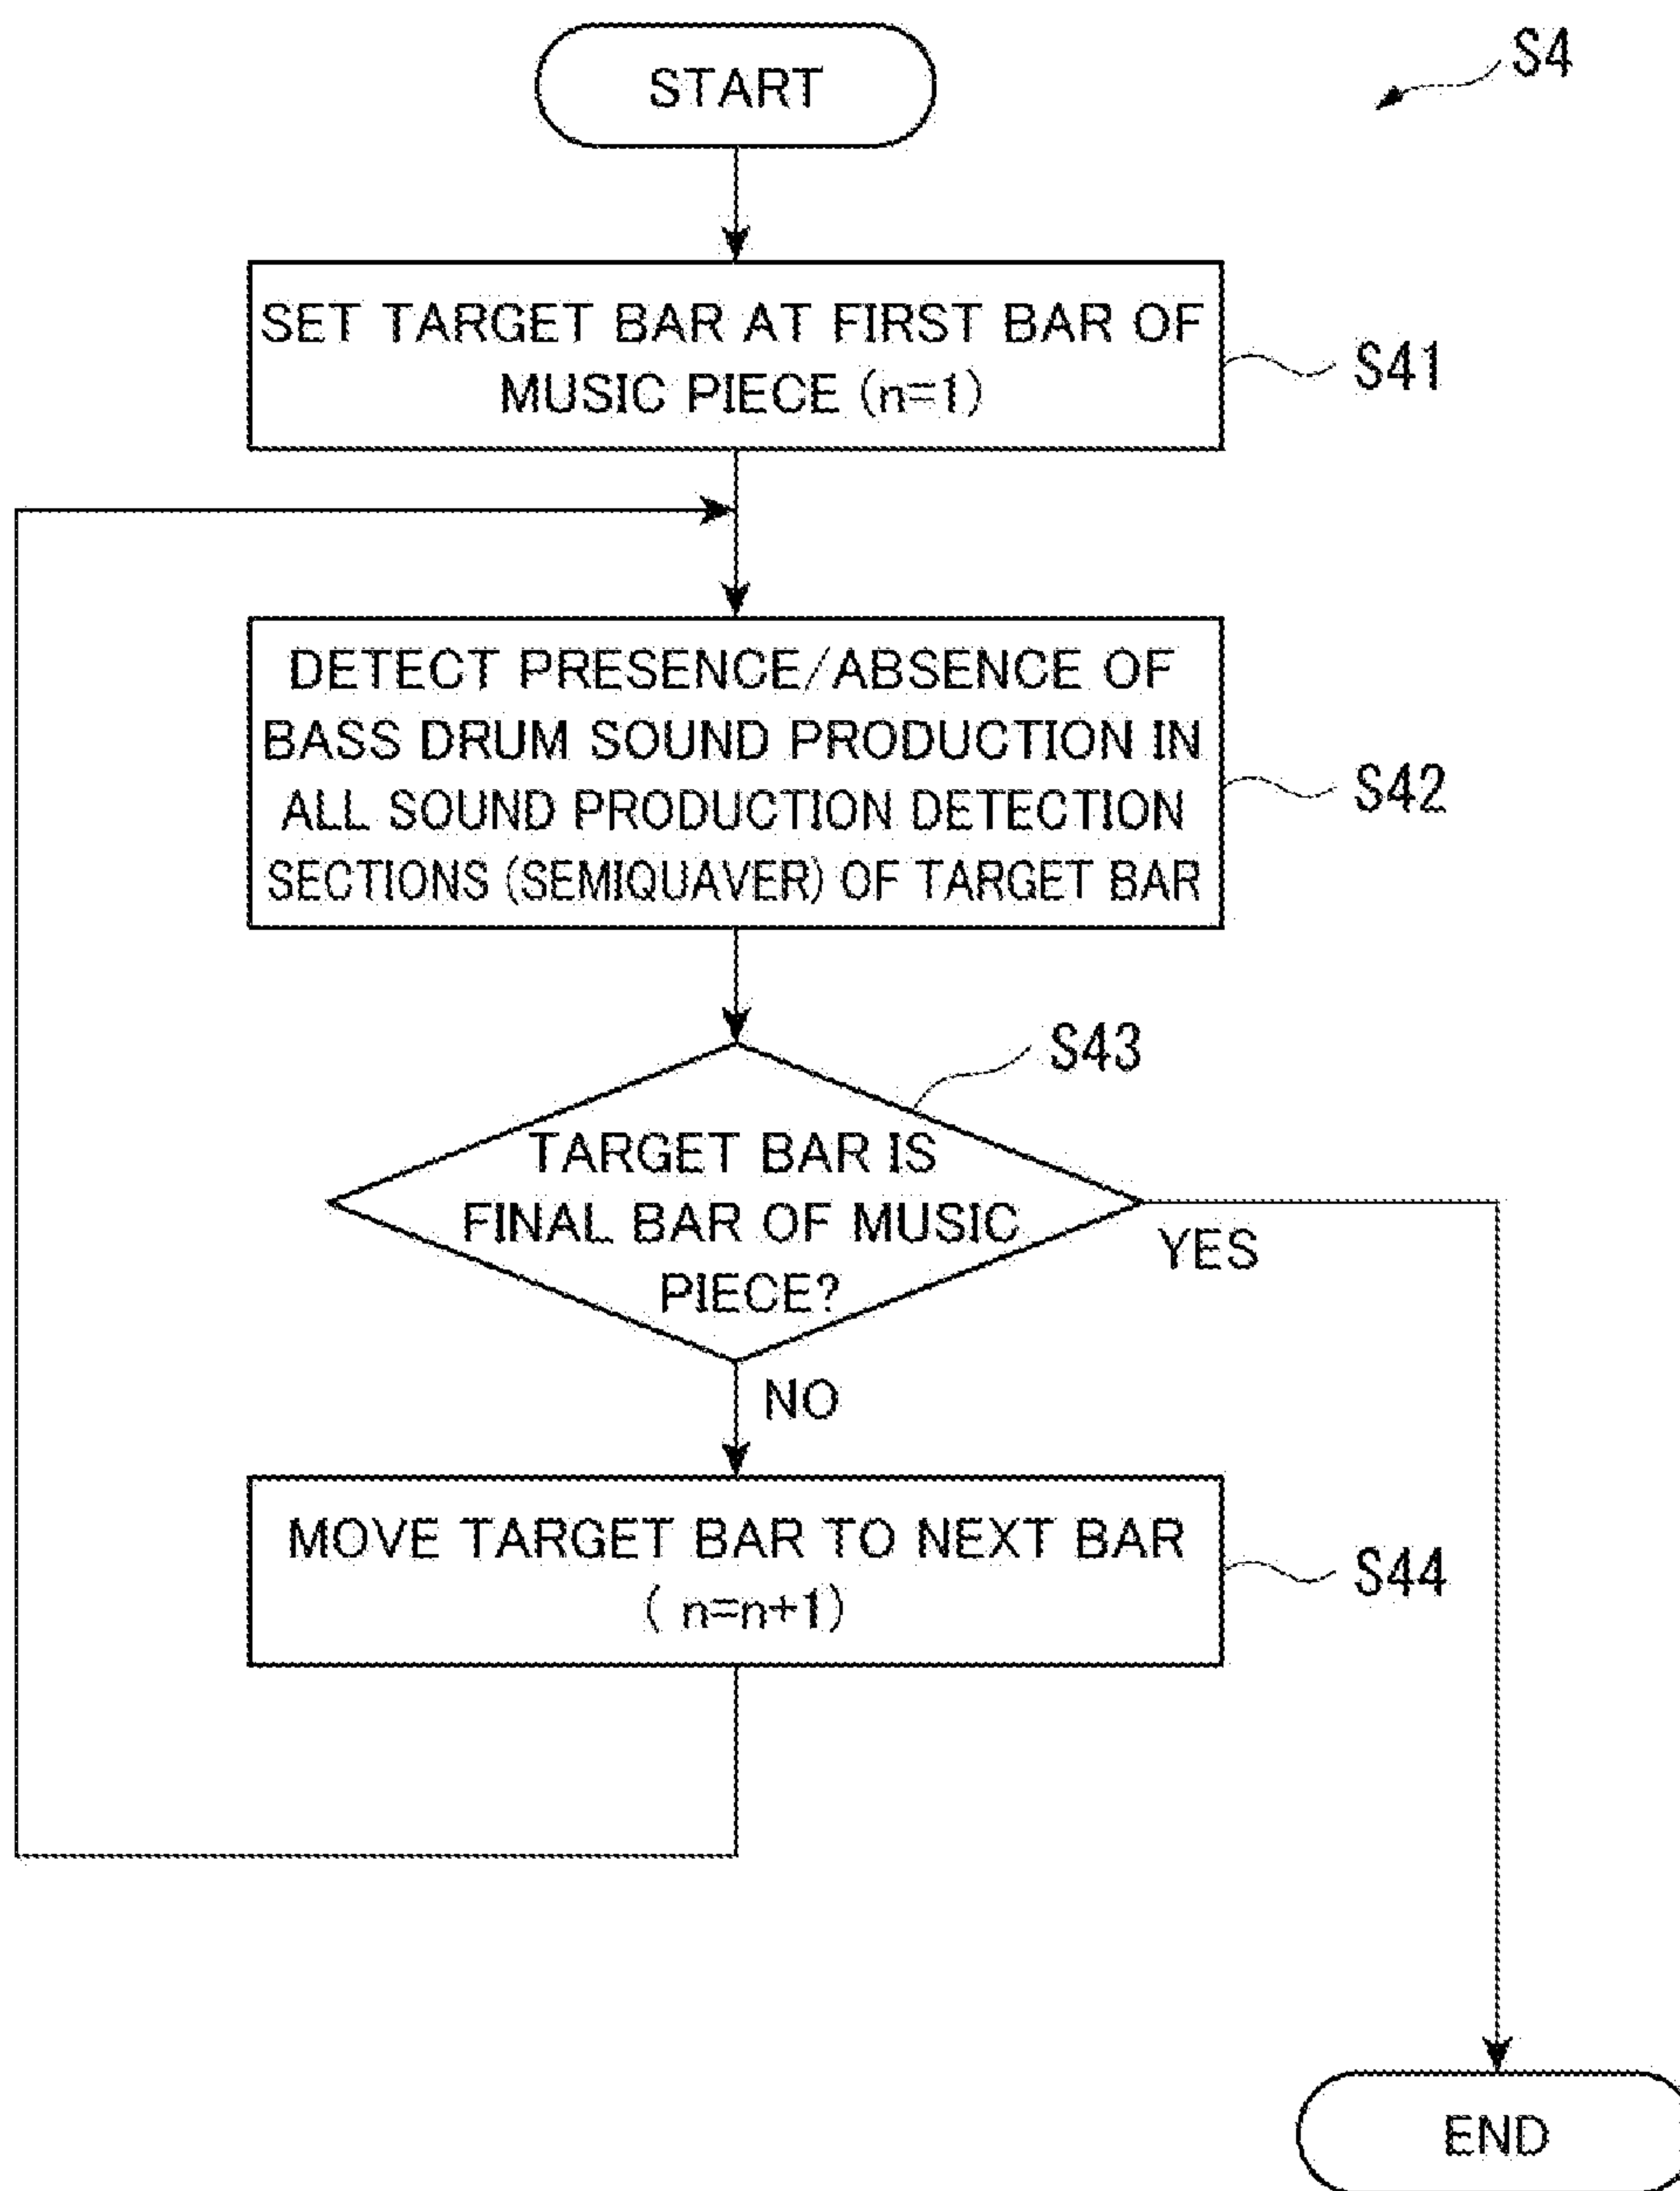 START
S4
SET TARGET BAR AT FIRST BAR OF
MUSIC PIECE (n=1)
S41
DETECT PRESENCE/ABSENCE OF
BASS DRUM SOUND PRODUCTION IN
ALL SOUND PRODUCTION DETECTION
SECTIONS (SEMIQUAVER) OF TARGET BAR
S42
S43
TARGET BAR IS
FINAL BAR OF MUSIC
PIECE?
YES
NO
MOVE TARGET BAR TO NEXT BAR
( n=n+1)
S44
END